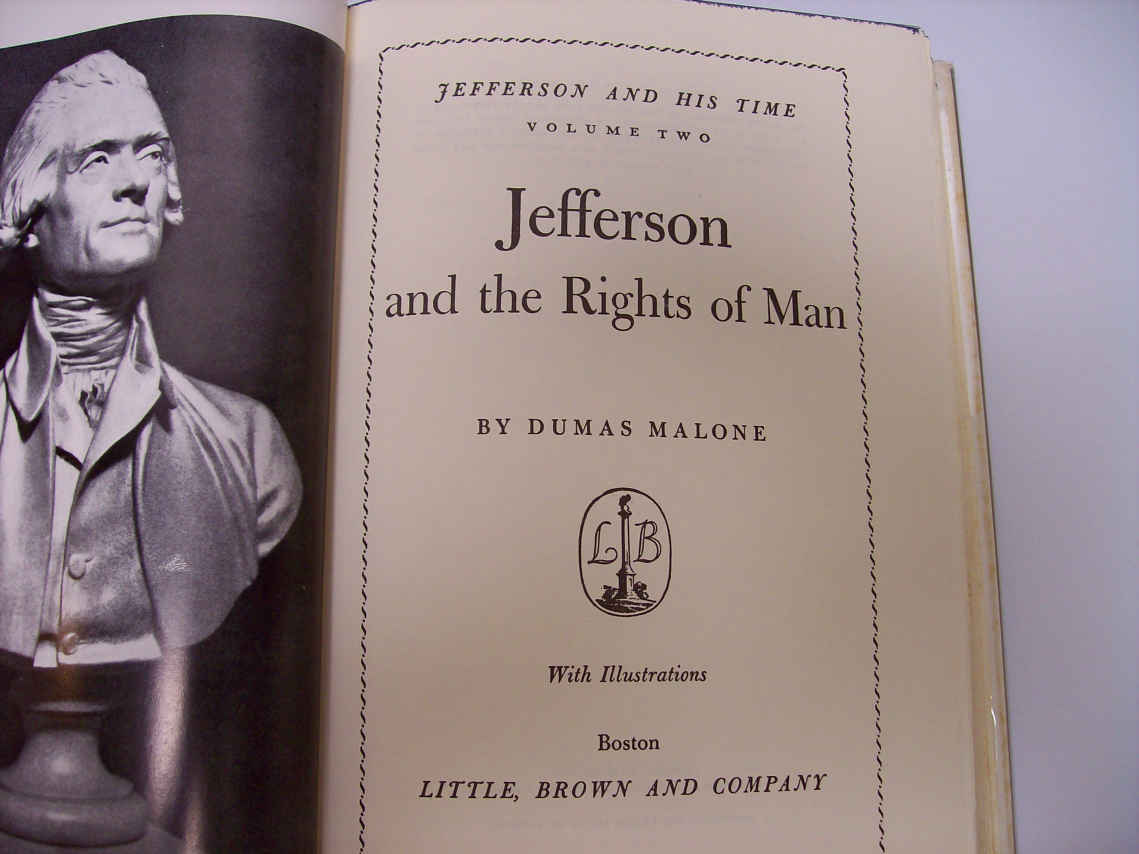 JEFFERSON AND HIS TIME
VOLUME TWO
Jefferson
and the Rights of Man
BY DUMAS MALONE
L B
With Illustrations
Boston
LITTLE, BROWN AND COMPANY